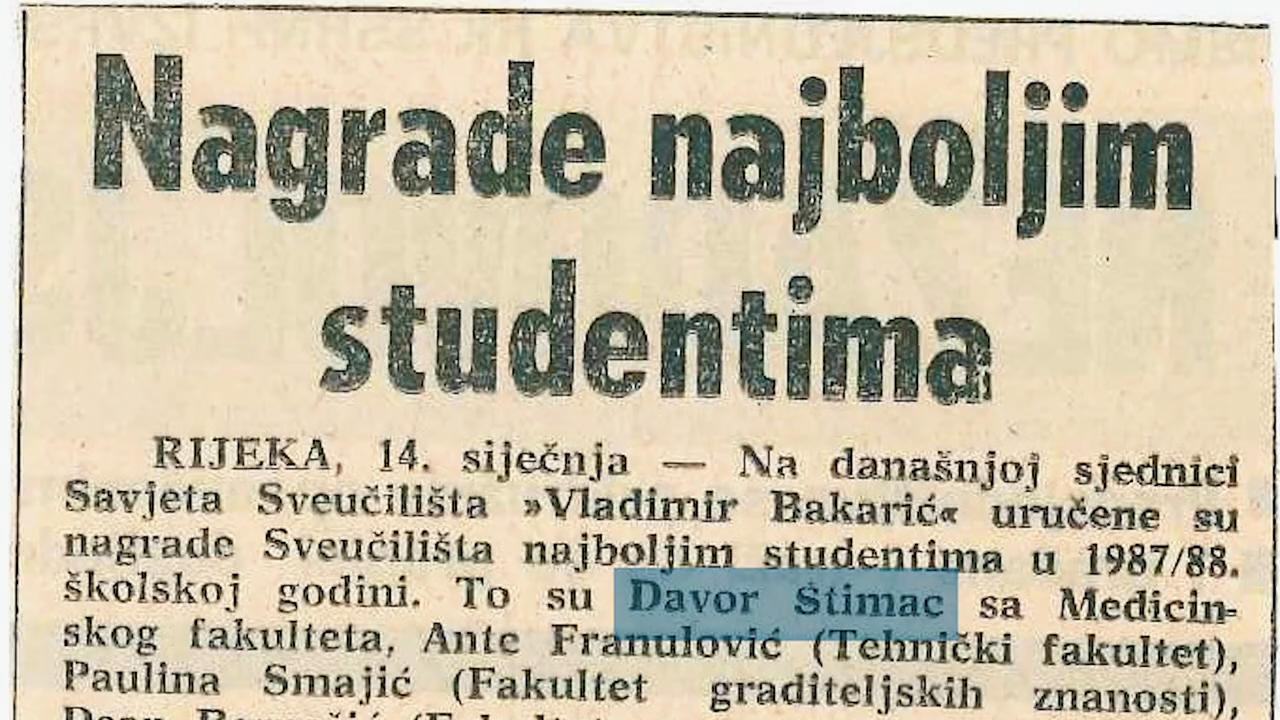 Nagrade najboljim
studentima
RIJEKA, 14. siječnja — Na današnjoj sjednici
Savjeta Sveučilišta »Vladimir Bakarić« uručene su
nagrade Sveučilišta najboljim studentima u 1987/88.
školskoj godini. To su Davor Štimac sa Medicin-
skog fakulteta, Ante Franulović (Tehnički fakultet),
Paulina Smajić (Fakultet graditeljskih znanosti),